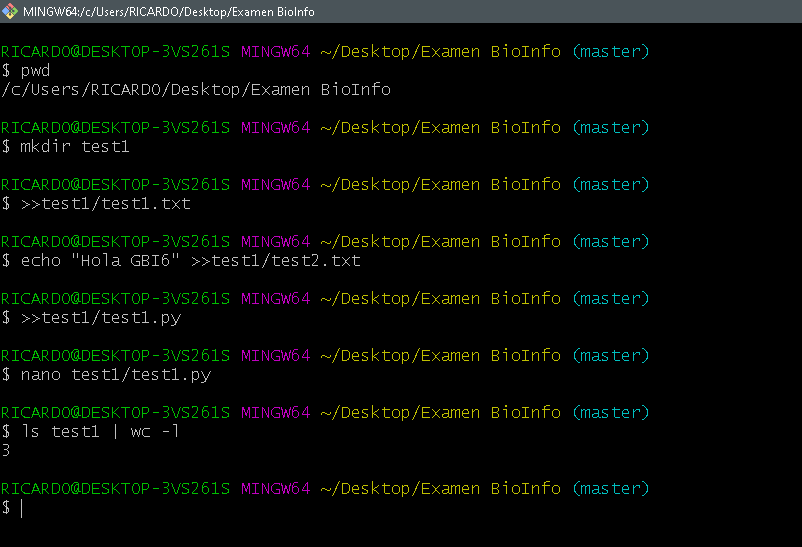 MINGW64:/c/Users/RICARDO/Desktop/Examen BioInfo
RICARDO@DESKTOP-3VS261S MINGW64 ~/Desktop/Examen BioInfo (master)
$ pwd
/c/Users/RICARDO/Desktop/Examen BioInfo
RICARDO@DESKTOP-3VS261S MINGW64 ~/Desktop/Examen BioInfo (master)
$ mkdir test1
RICARDO@DESKTOP-3VS261S MINGW64 ~/Desktop/Examen BioInfo (master)
$ >>test1/test1.txt
RICARDO@DESKTOP-3VS261S MINGW64 ~/Desktop/Examen BioInfo (master)
$ echo "Hola GBI6" >>test1/test2.txt
RICARDO@DESKTOP-3VS261S MINGW64 ~/Desktop/Examen BioInfo (master)
$ >>test1/test1.py
RICARDO@DESKTOP-3VS261S MINGW64 ~/Desktop/Examen BioInfo (master)
$ nano test1/test1.py
RICARDO@DESKTOP-3VS261S MINGW64 ~/Desktop/Examen BioInfo (master)
$ ls test1 | wc -l
3
RICARDO@DESKTOP-3VS261S MINGW64 ~/Desktop/Examen BioInfo (master)
$